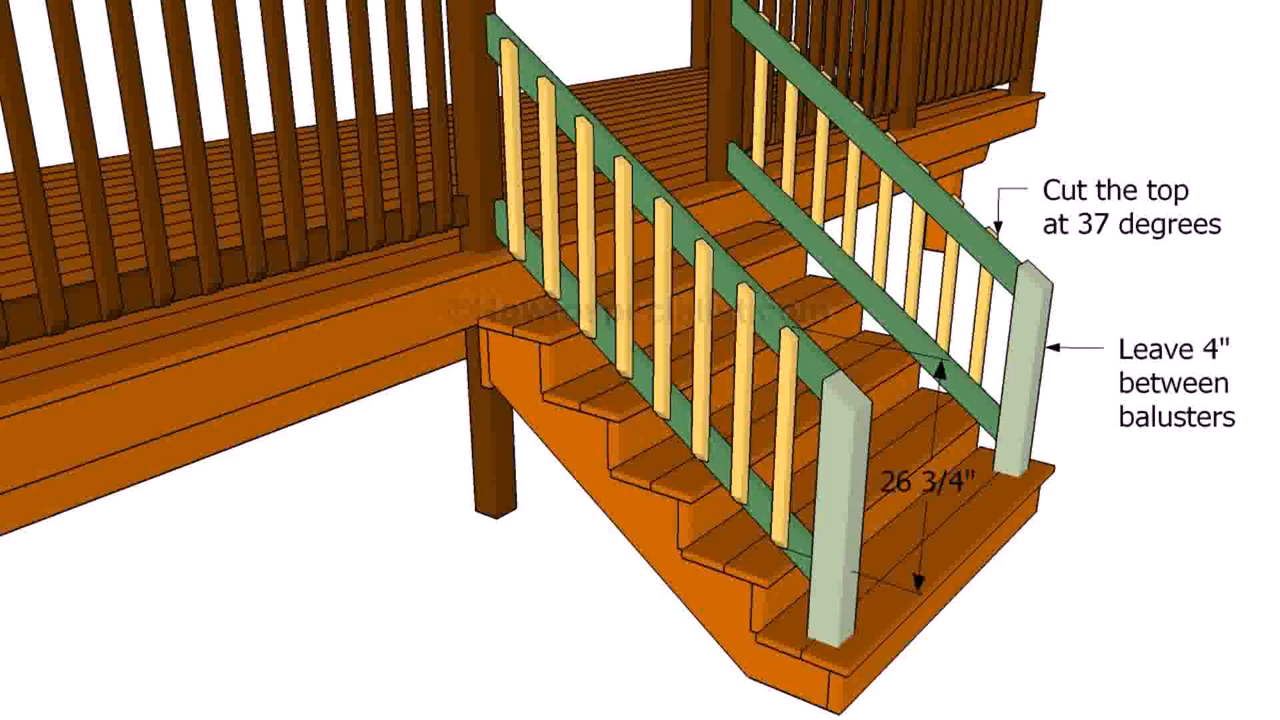 Cut the top
at 37 degrees
Leave 4"
between
balusters
26 3/4"